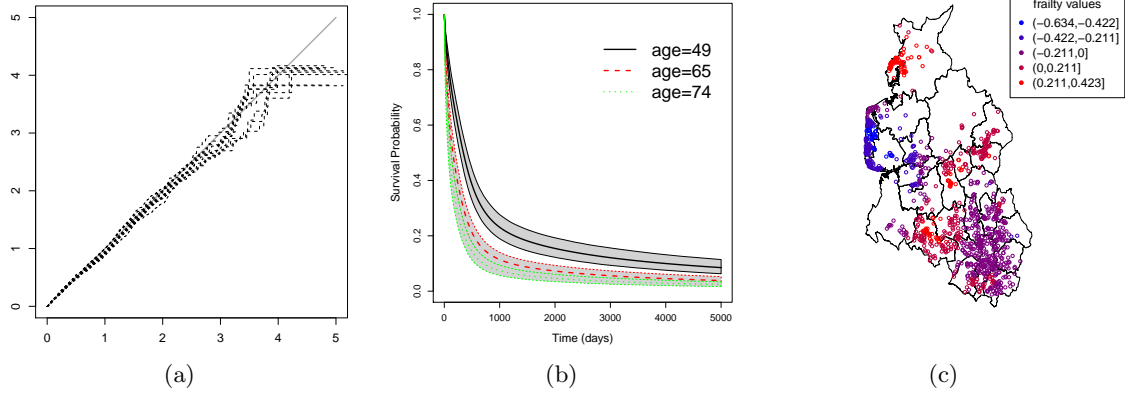 5
4
3
2
1
0
0 1 2 3 4 5
(a)
1.0
0.8
0.6
0.4
0.2
0.0
Survival Probability
age=49
age=65
age=74
0 1000 2000 3000 4000 5000
Time (days)
(b)
frailty values
(−0.634,−0.422]
(−0.422,−0.211]
(−0.211,0]
(0,0.211]
(0.211,0.423]
(c)